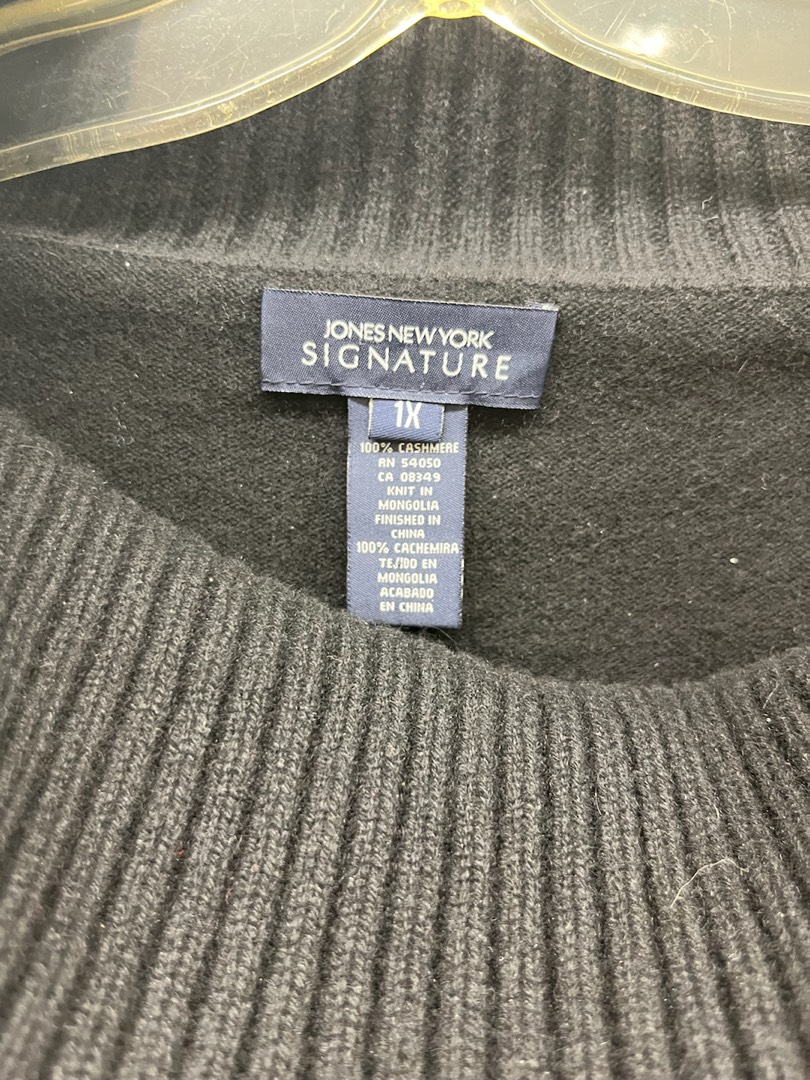 JONES NEW YORK
SIGNATURE
1X
100% CASHMERE
RN 54050
CA 08349
KNIT IN
MONGOLIA
FINISHED IN
CHINA
100% CACHEMIRA
TEJIDO EN
MONGOLIA
ACABADO
EN CHINA